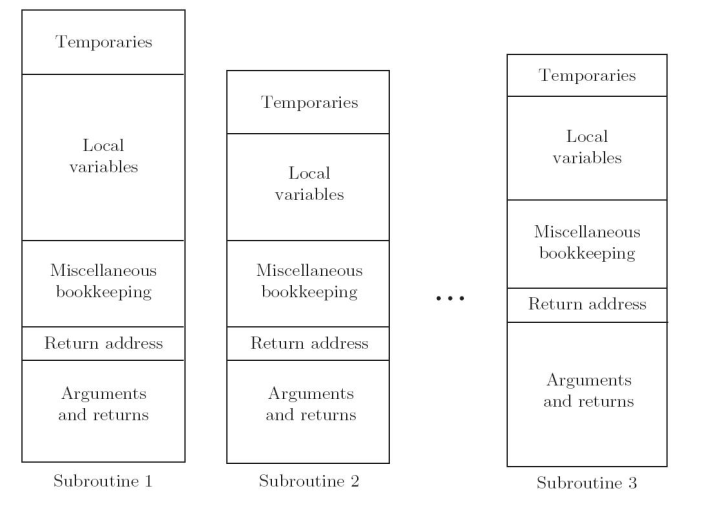 Temporaries
Local
variables
Miscellaneous
bookkeeping
Return address
Arguments
and returns
Subroutine 1
Temporaries
Local
variables
Miscellaneous
bookkeeping
Return address
Arguments
and returns
Subroutine 2
...
Temporaries
Local
variables
Miscellaneous
bookkeeping
Return address
Arguments
and returns
Subroutine 3